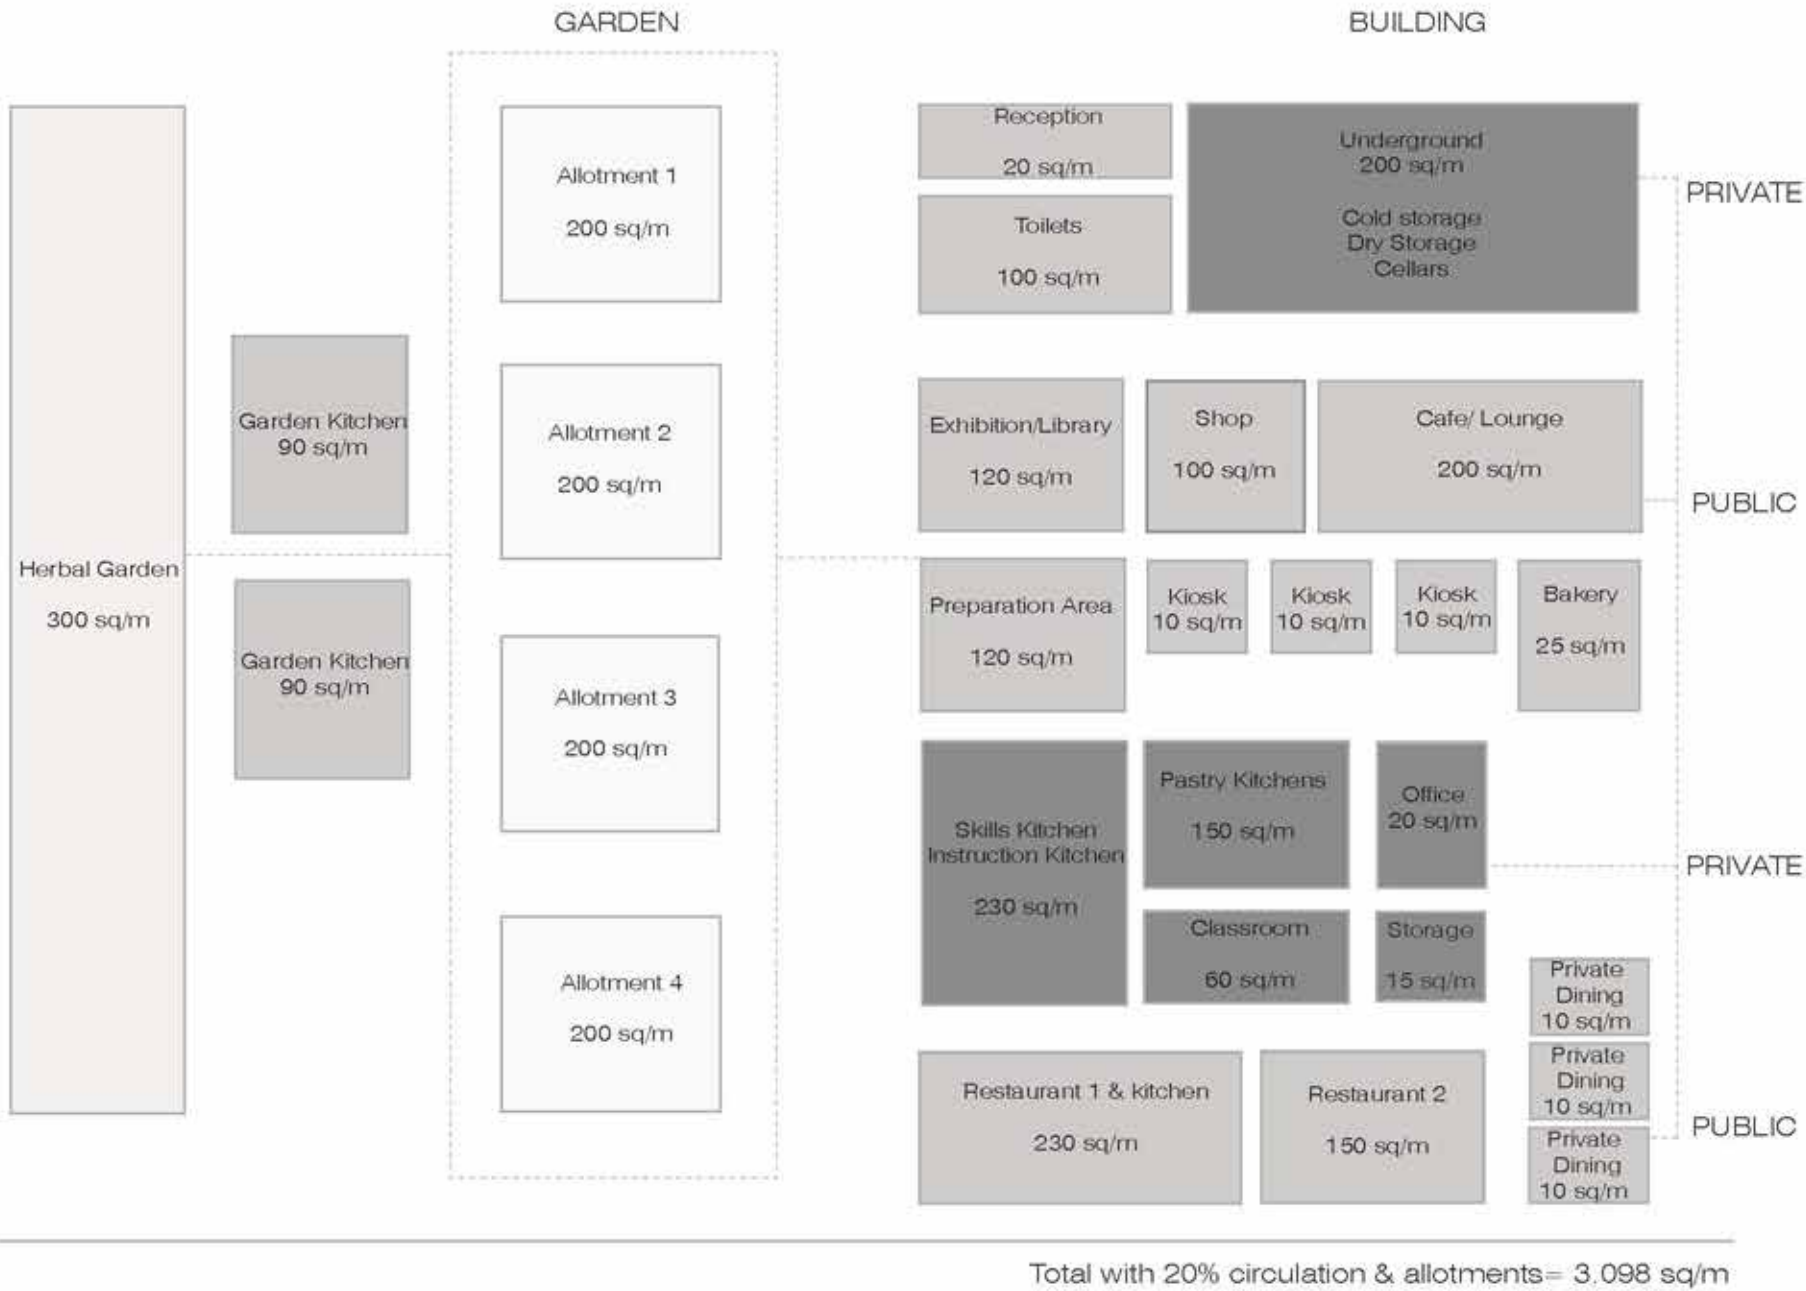 GARDEN
BUILDING
Herbal Garden
300 sq/m
Garden Kitchen
90 sq/m
Garden Kitchen
90 sq/m
Allotment 1
200 sq/m
Allotment 2
200 sq/m
Allotment 3
200 sq/m
Allotment 4
200 sq/m
Reception
20 sq/m
Toilets
100 sq/m
Underground
200 sq/m
Cold storage
Dry Storage
Cellars
PRIVATE
Exhibition/Library
120 sq/m
Shop
100 sq/m
Cafe/ Lounge
200 sq/m
PUBLIC
Preparation Area
120 sq/m
Kiosk
10 sq/m
Kiosk
10 sq/m
Kiosk
10 sq/m
Bakery
25 sq/m
Skills Kitchen
Instruction Kitchen
230 sq/m
Pastry Kitchens
150 sq/m
Office
20 sq/m
PRIVATE
Classroom
60 sq/m
Storage
15 sq/m
Private
Dining
10 sq/m
Private
Dining
10 sq/m
Private
Dining
10 sq/m
Restaurant 1 & kitchen
230 sq/m
Restaurant 2
150 sq/m
PUBLIC
Total with 20% circulation & allotments= 3.098 sq/m